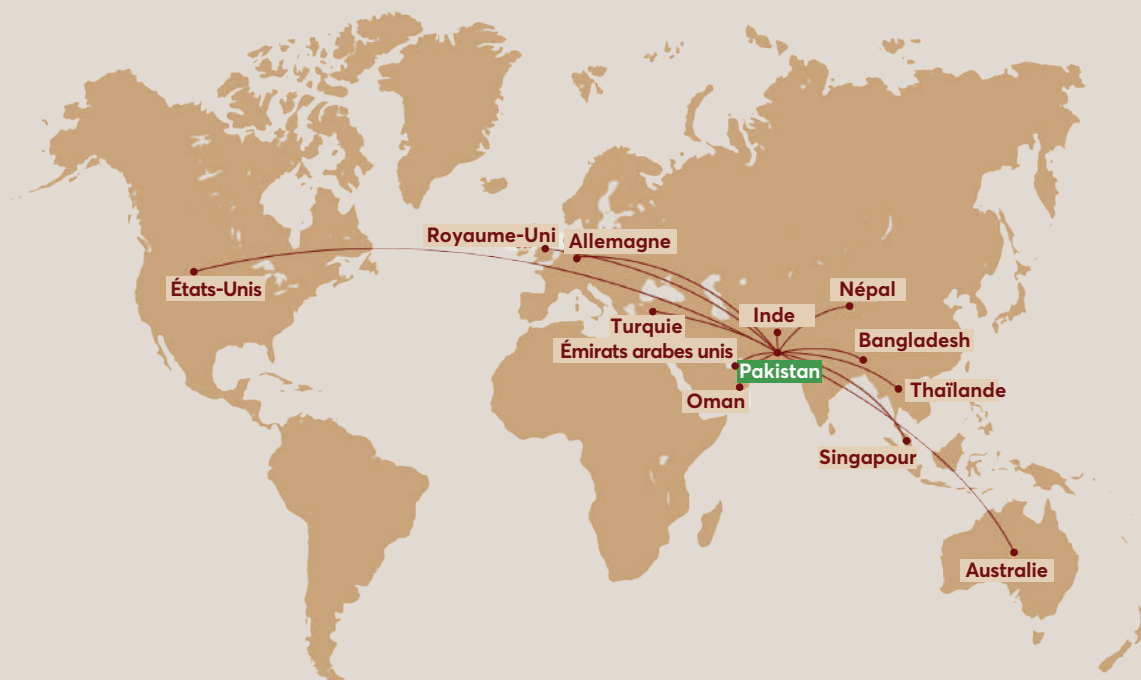 Royaume-Uni
Allemagne
États-Unis
Népal
Inde
Turquie
Bangladesh
Émirats arabes unis
Pakistan
Thaïlande
Oman
Singapour
Australie